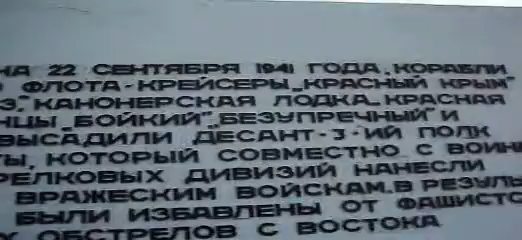 НА 22 СЕНТЯБРЯ 1941 ГОДА, КОРАБЛИ
ФЛОТА-КРЕЙСЕРЫ „КРАСНЫЙ КРЫМ"
З," КАНОНЕРСКАЯ ЛОДКА „КРАСНАЯ
НЦЫ „БОЙКИЙ", „БЕЗУПРЕЧНЫЙ" И
ВЫСАДИЛИ ДЕСАНТ-3-ИЙ ПОЛК
ТЫ, КОТОРЫЙ СОВМЕСТНО С ВОИН
РЕЛКОВЫХ ДИВИЗИЙ НАНЕСЛИ
ВРАЖЕСКИМ ВОЙСКАМ. В РЕЗУЛЬ
БЫЛИ ИЗБАВЛЕНЫ ОТ ФАШИСТС
Х ОБСТРЕЛОВ С ВОСТОКА